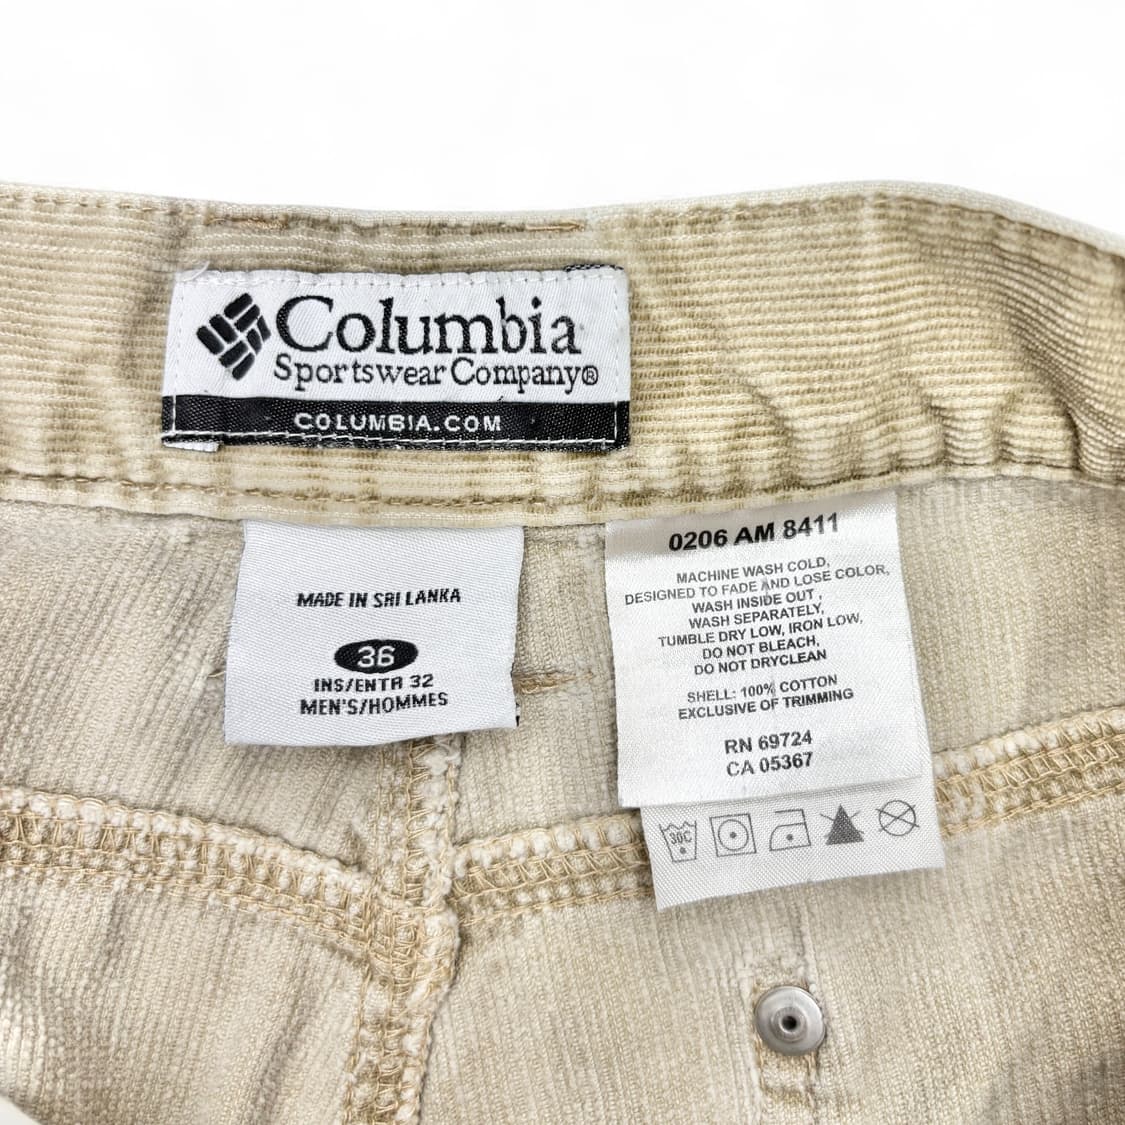 Columbia
Sportswear Company®
COLUMBIA.COM
MADE IN SRI LANKA
36
INS/ENTR 32
MEN'S/HOMMES
0206 AM 8411
MACHINE WASH COLD,
DESIGNED TO FADE AND LOSE COLOR,
WASH INSIDE OUT ,
WASH SEPARATELY,
TUMBLE DRY LOW, IRON LOW,
DO NOT BLEACH,
DO NOT DRYCLEAN
SHELL: 100% COTTON
EXCLUSIVE OF TRIMMING
RN 69724
CA 05367
30C